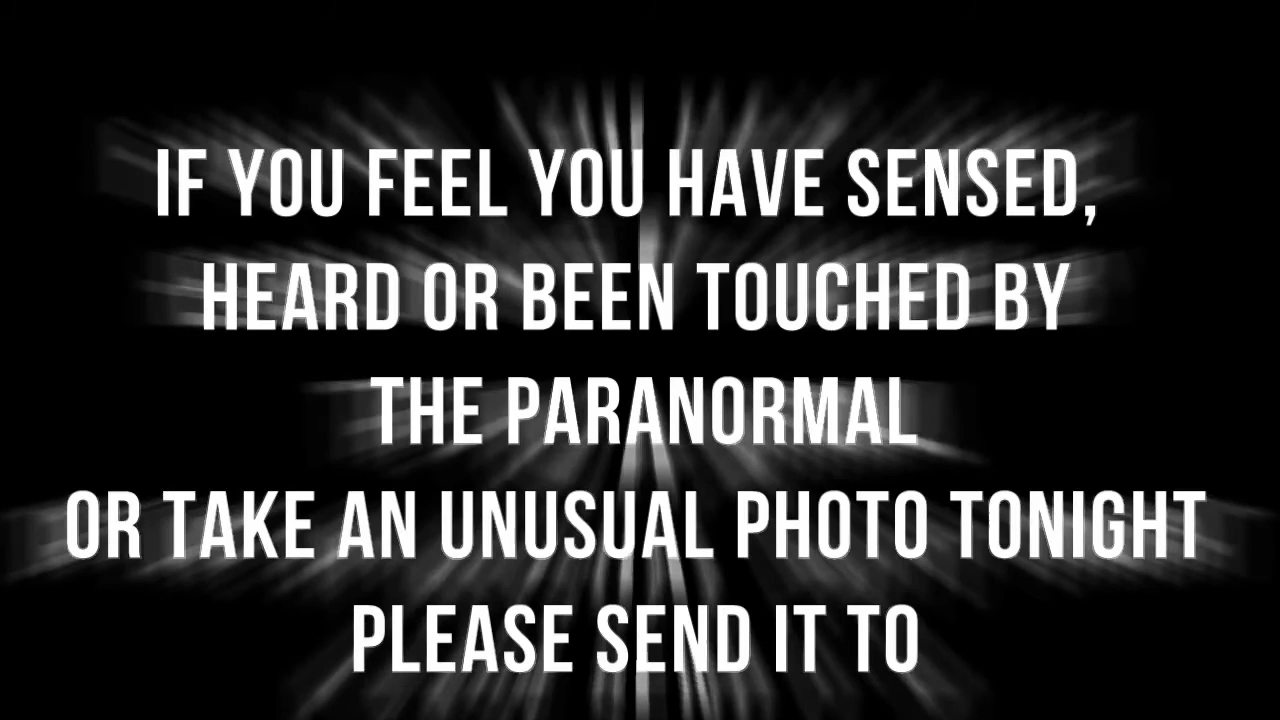 IF YOU FEEL YOU HAVE SENSED,
HEARD OR BEEN TOUCHED BY
THE PARANORMAL
OR TAKE AN UNUSUAL PHOTO TONIGHT
PLEASE SEND IT TO